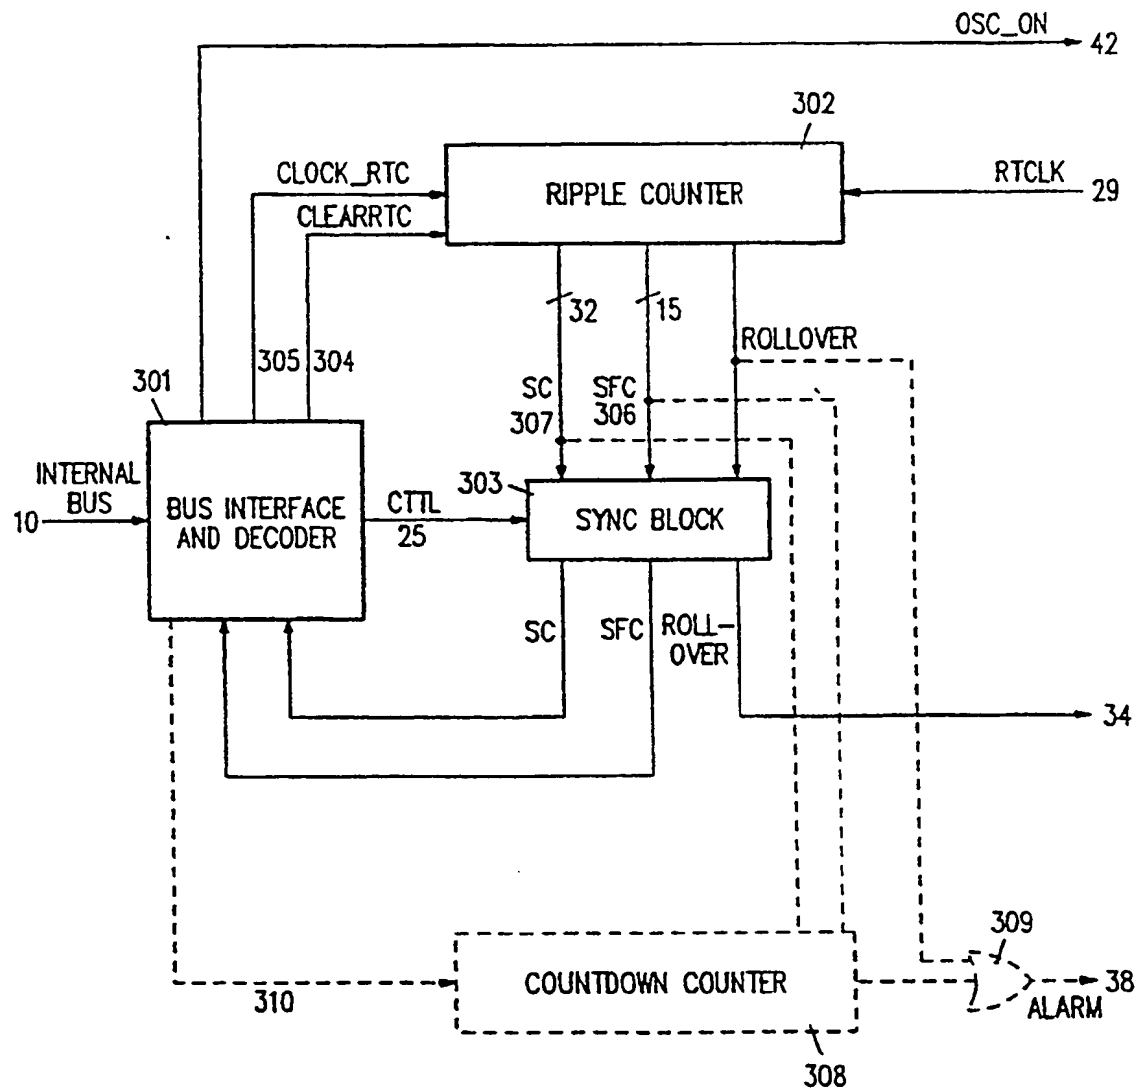 OSC_ON
42
302
CLOCK_RTC
RIPPLE COUNTER
RTCLK
29
CLEARRTC
32
15
305
304
ROLLOVER
301
SC
307
SFC
306
INTERNAL
BUS
10
BUS INTERFACE
AND DECODER
CTTL
25
303
SYNC BLOCK
SC
SFC
ROLL-
OVER
34
309
310
COUNTDOWN COUNTER
38
ALARM
308